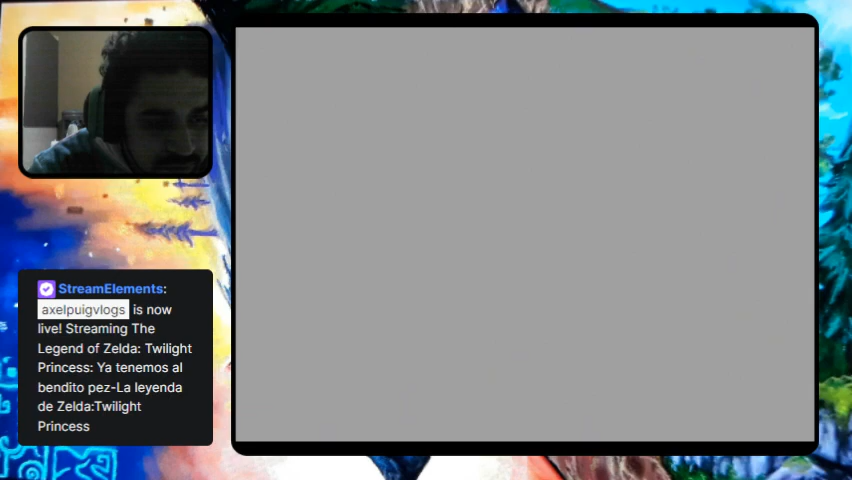 StreamElements:
axelpuigvlogs is now
live! Streaming The
Legend of Zelda: Twilight
Princess: Ya tenemos al
bendito pez-La leyenda
de Zelda:Twilight
Princess